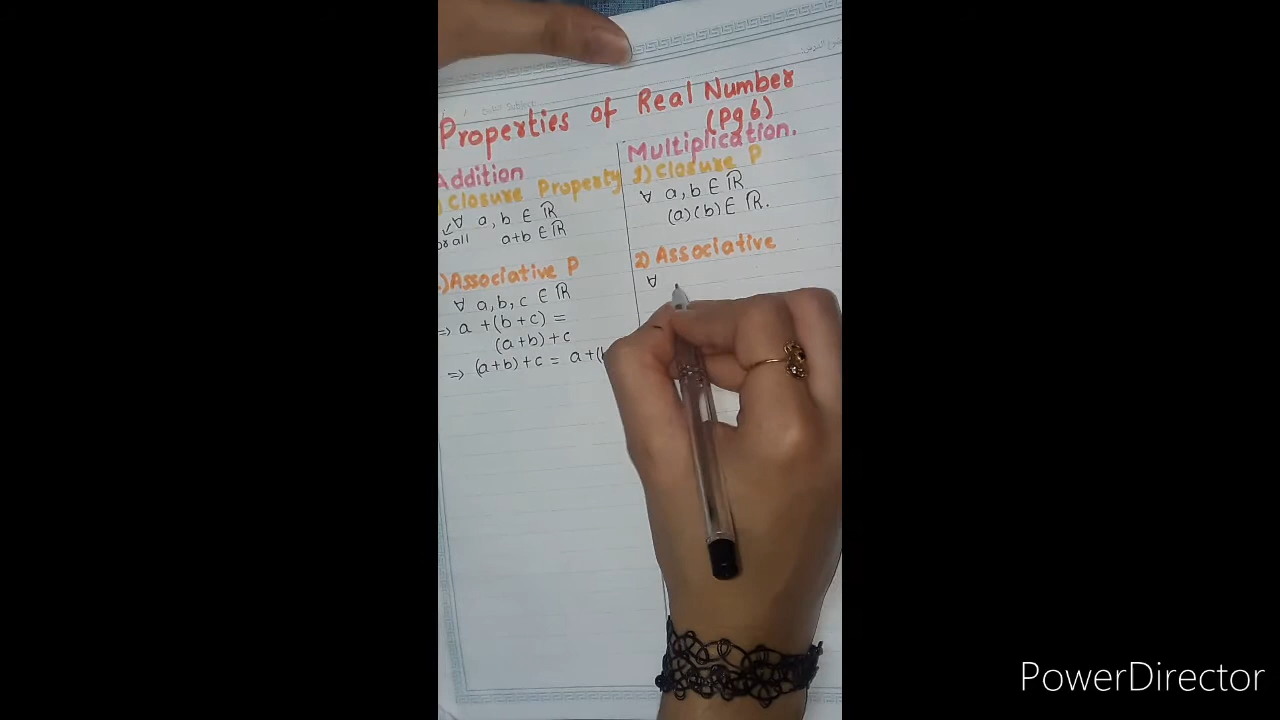 Properties of Real Number
(Pg 6)
Addition
Closure Property
∀ a, b ∈ ℝ
a+b ∈ ℝ
Associative P
∀ a, b, c ∈ ℝ
⇒ a + (b + c) =
(a+b) + c
⇒ (a+b) + c = a + (b
Multiplication.
1) Closure P
∀ a, b ∈ ℝ
(a)(b) ∈ ℝ.
2) Associative
∀
PowerDirector